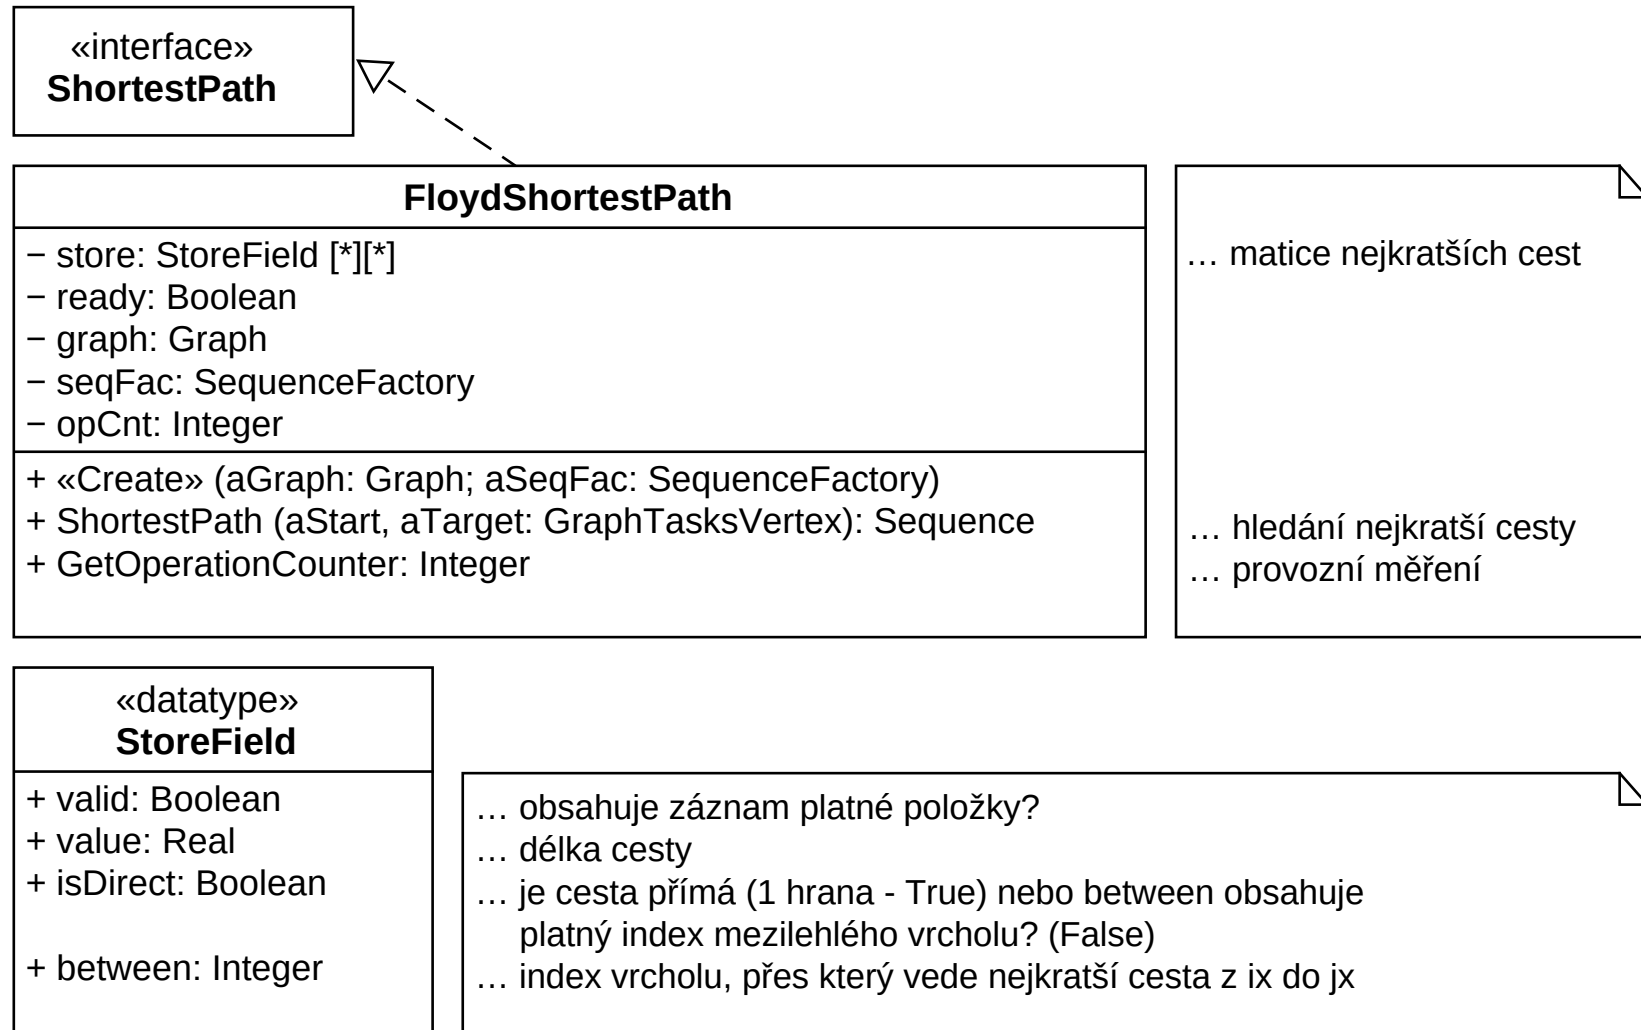 «interface»
ShortestPath
FloydShortestPath
− store: StoreField [*][*]
− ready: Boolean
− graph: Graph
− seqFac: SequenceFactory
− opCnt: Integer
+ «Create» (aGraph: Graph; aSeqFac: SequenceFactory)
+ ShortestPath (aStart, aTarget: GraphTasksVertex): Sequence
+ GetOperationCounter: Integer
… matice nejkratších cest
… hledání nejkratší cesty
… provozní měření
«datatype»
StoreField
+ valid: Boolean
+ value: Real
+ isDirect: Boolean
+ between: Integer
… obsahuje záznam platné položky?
… délka cesty
… je cesta přímá (1 hrana - True) nebo between obsahuje
platný index mezilehlého vrcholu? (False)
… index vrcholu, přes který vede nejkratší cesta z ix do jx